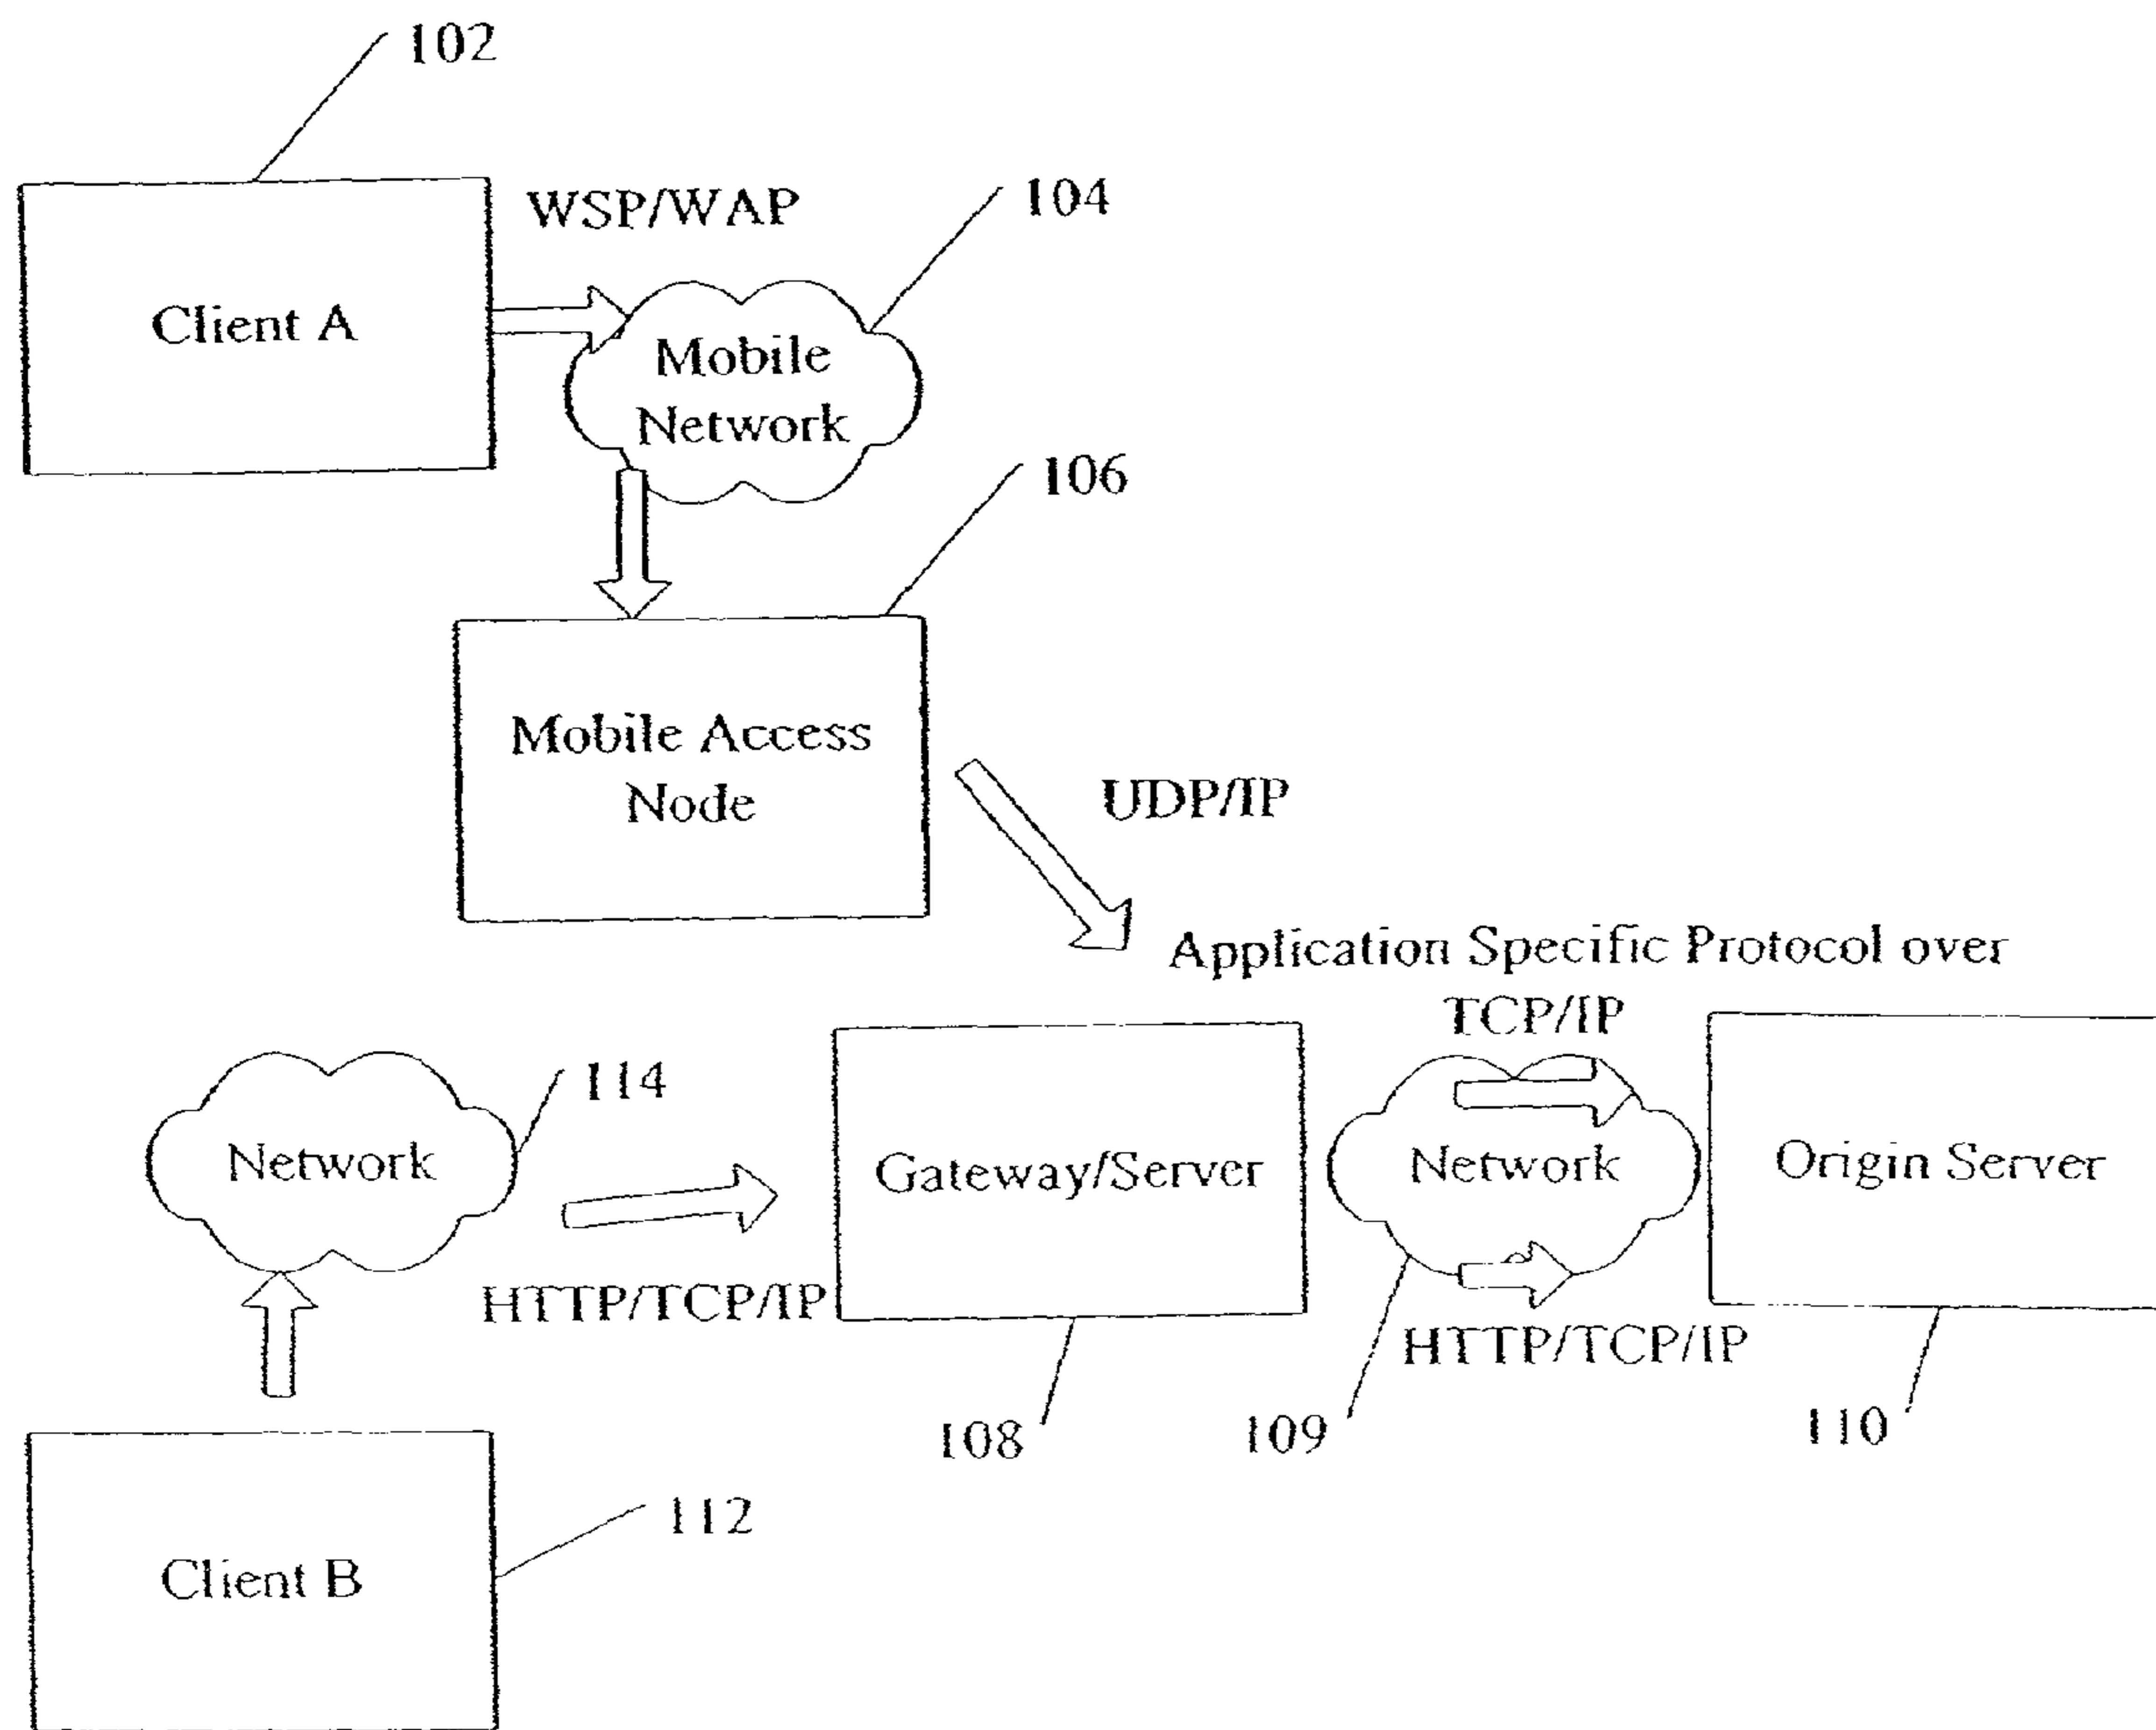 102
WSP/WAP
104
Client A
Mobile
Network
106
Mobile Access
Node
UDP/IP
Application Specific Protocol over
TCP/IP
114
Network
Gateway/Server
Network
Origin Server
HTTP/TCP/IP
HTTP/TCP/IP
108
109
110
112
Client B